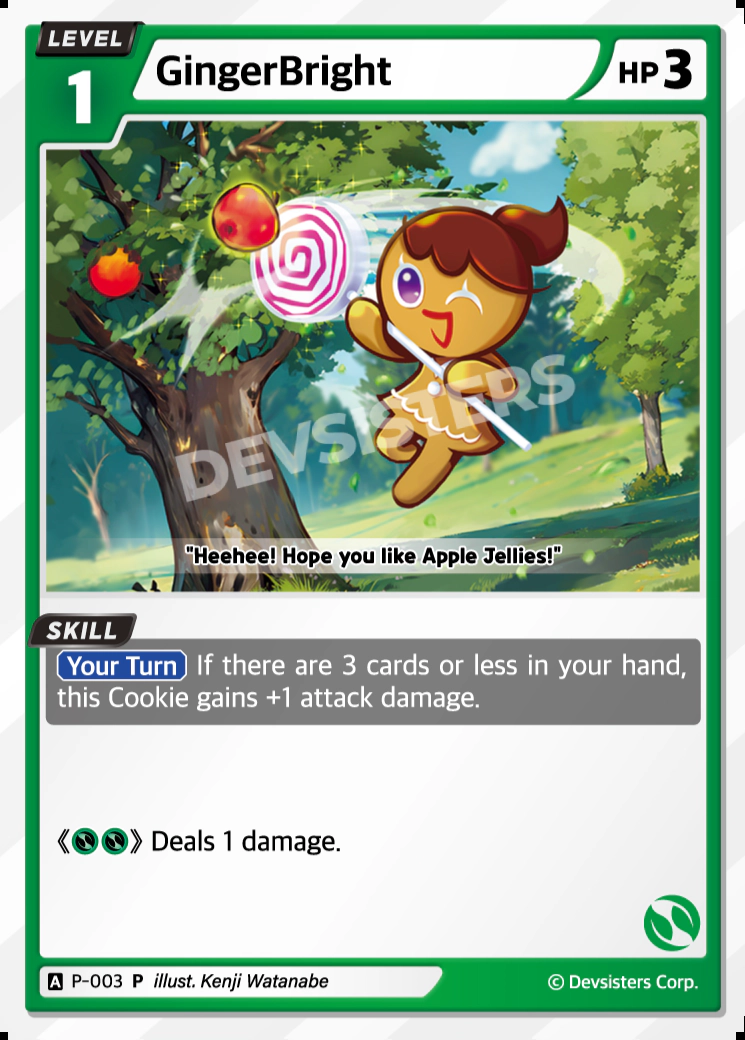 LEVEL
1
GingerBright
HP 3
DEVSISTERS
"Heehee! Hope you like Apple Jellies!"
SKILL
Your Turn If there are 3 cards or less in your hand,
this Cookie gains +1 attack damage.
《》 Deals 1 damage.
A P-003 P illust. Kenji Watanabe
© Devsisters Corp.